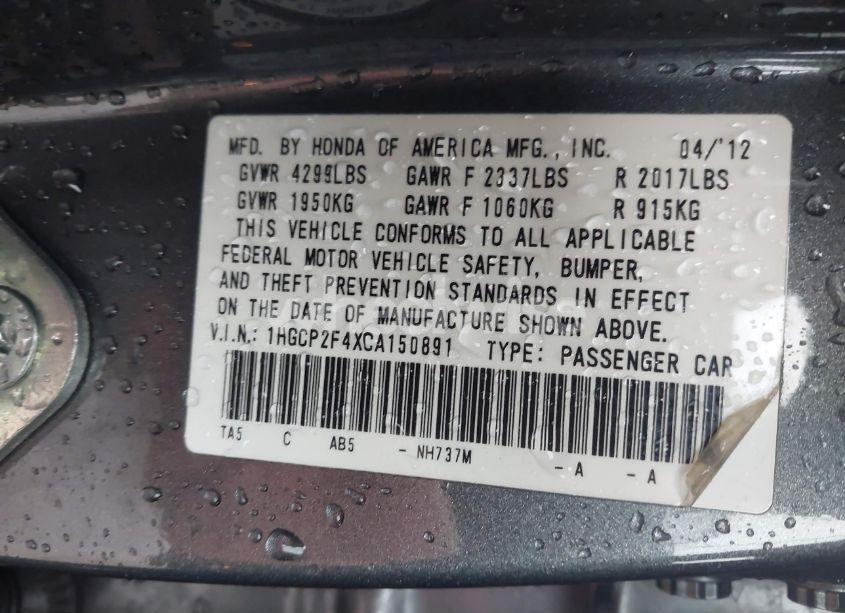 MFD. BY HONDA OF AMERICA MFG., INC. 04/'12
GVWR 4299LBS GAWR F 2337LBS R 2017LBS
GVWR 1950KG GAWR F 1060KG R 915KG
THIS VEHICLE CONFORMS TO ALL APPLICABLE
FEDERAL MOTOR VEHICLE SAFETY, BUMPER,
AND THEFT PREVENTION STANDARDS IN EFFECT
ON THE DATE OF MANUFACTURE SHOWN ABOVE.
V.I.N.: 1HGCP2F4XCA150891 TYPE: PASSENGER CAR
TA5 C AB5 - NH737M - A - A